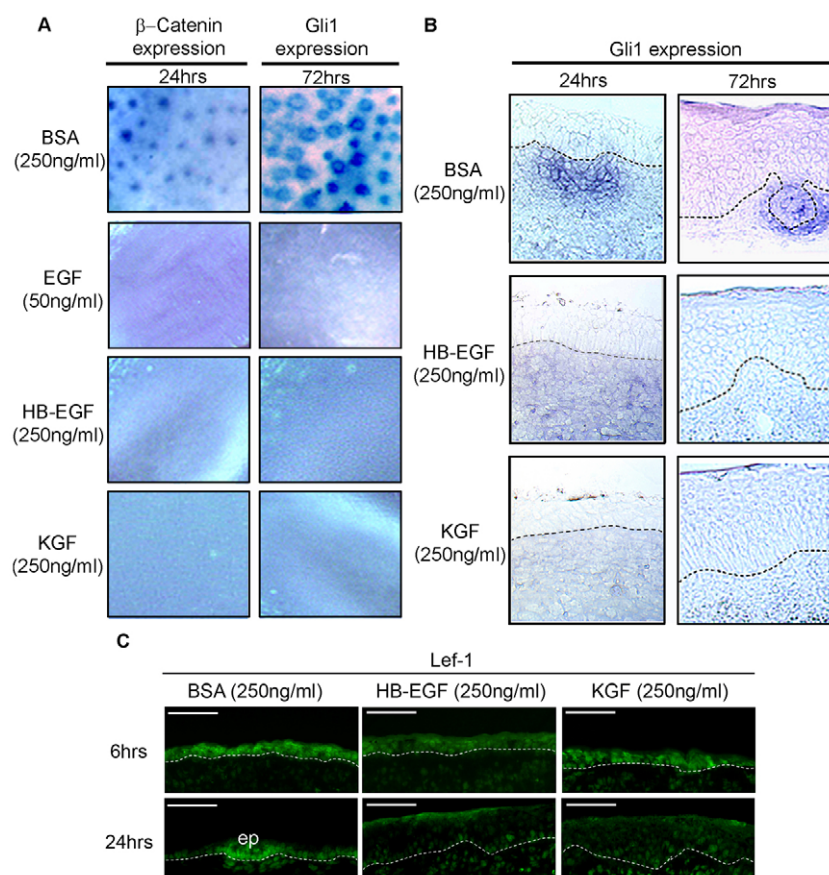 A
β–Catenin
expression
Gli1
expression
24hrs
72hrs
BSA
(250ng/ml)
EGF
(50ng/ml)
HB-EGF
(250ng/ml)
KGF
(250ng/ml)
B
Gli1 expression
24hrs
72hrs
BSA
(250ng/ml)
HB-EGF
(250ng/ml)
KGF
(250ng/ml)
C
Lef-1
BSA (250ng/ml)
HB-EGF (250ng/ml)
KGF (250ng/ml)
6hrs
24hrs
ep